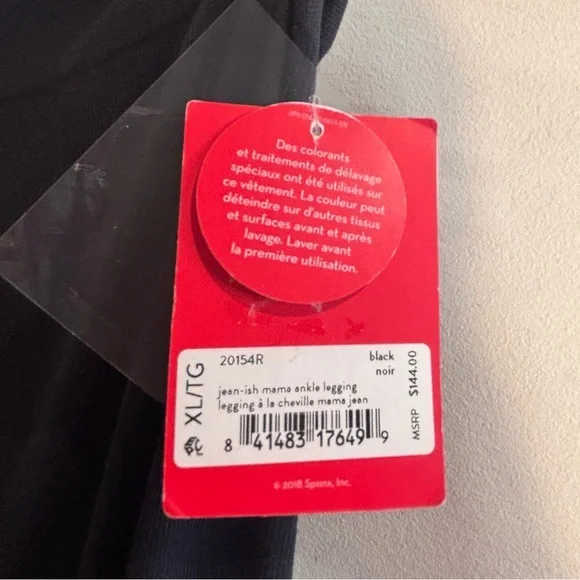 Des colorants
et traitements de délavage
spéciaux ont été utilisés sur
ce vêtement. La couleur peut
déteindre sur d'autres tissus
et surfaces avant et après
lavage. Laver avant
la première utilisation.
XL/TG
20154R
black
noir
jean-ish mama ankle legging
legging à la cheville mama jean
8 41483 17649 9
MSRP $144.00
© 2018 Spanx, Inc.